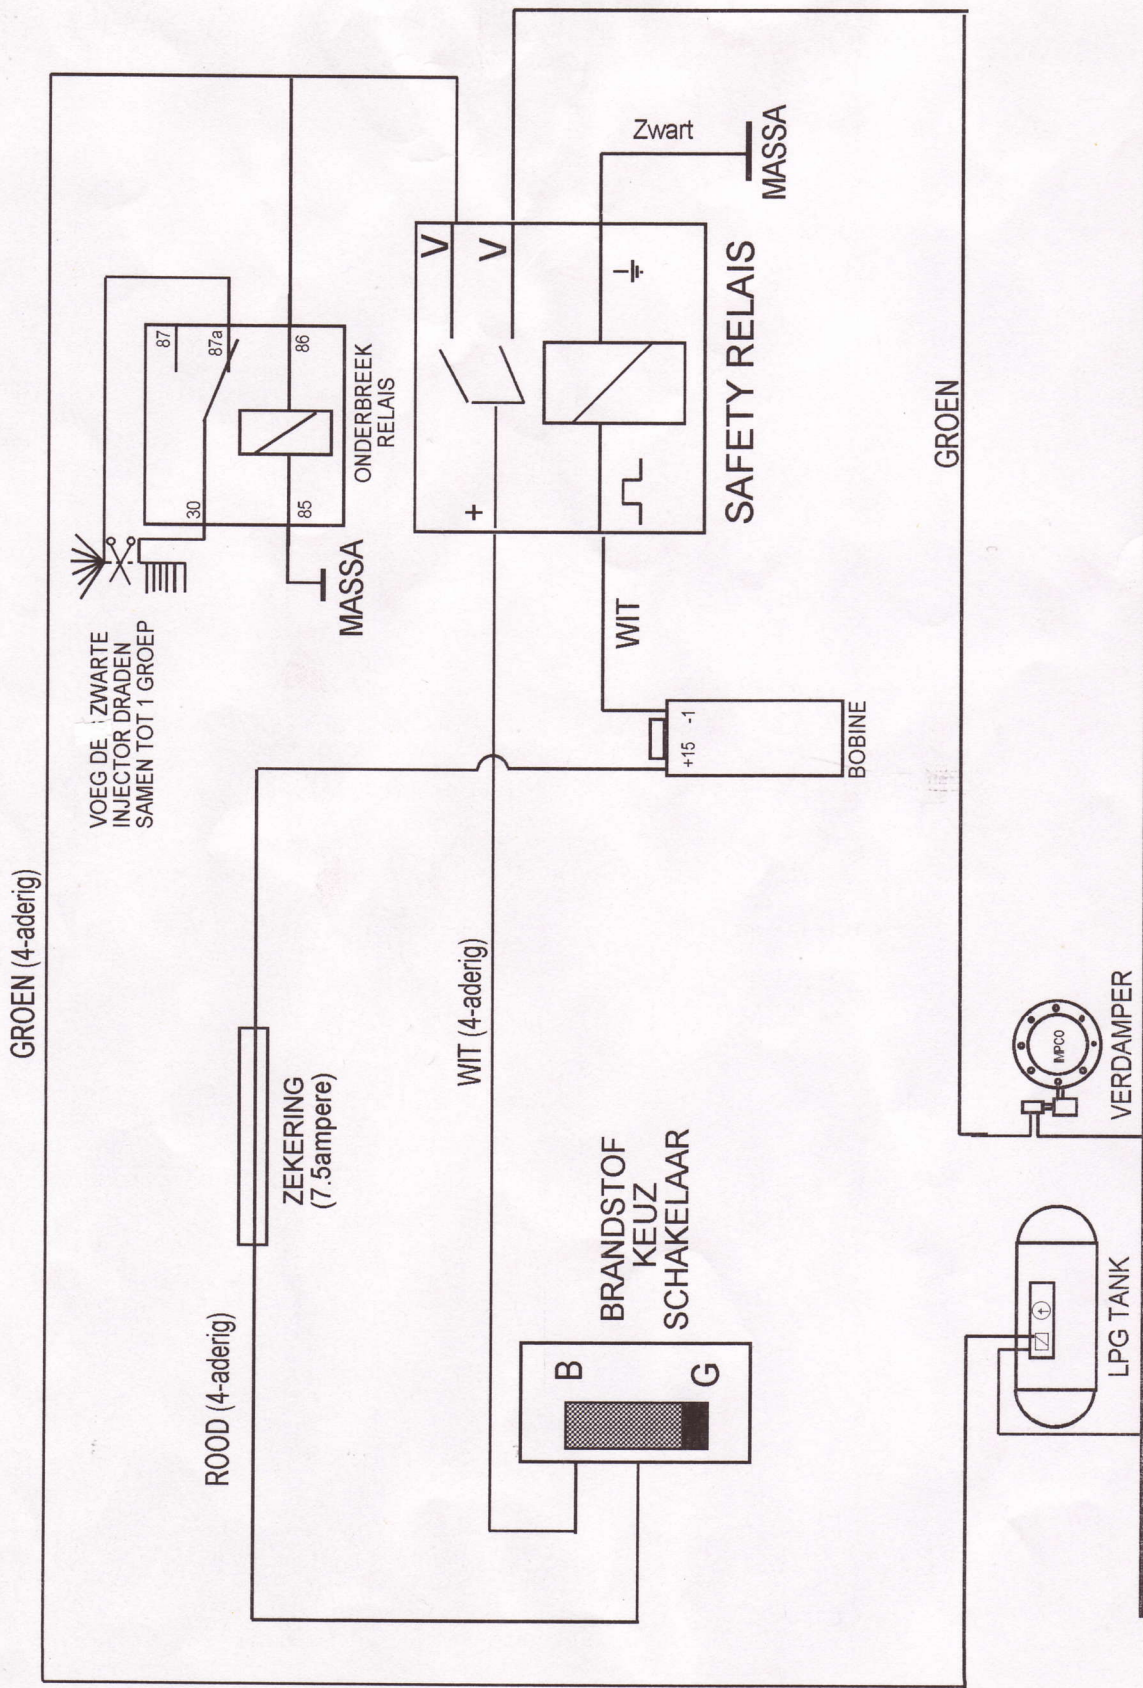 GROEN (4-aderig)
VOEG DE ZWARTE
INJECTOR DRADEN
SAMEN TOT 1 GROEP
30
87
87a
85
86
MASSA
ONDERBREEK
RELAIS
ROOD (4-aderig)
ZEKERING
(7.5ampere)
WIT (4-aderig)
+
V
V
Zwart
MASSA
SAFETY RELAIS
WIT
+15 -1
BOBINE
BRANDSTOF
KEUZ
SCHAKELAAR
B
G
GROEN
IMPCO
VERDAMPER
LPG TANK